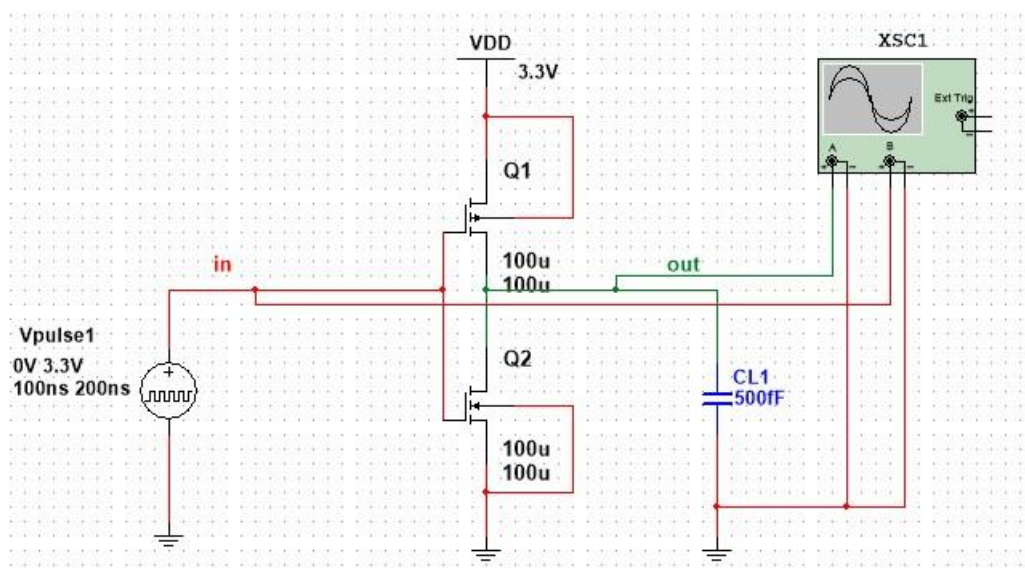 VDD
3.3V
XSC1
Ext Trig
+
−
A
B
+
−
+
−
Q1
100u
100u
in
out
Vpulse1
0V 3.3V
100ns 200ns
+
Q2
100u
100u
CL1
500fF